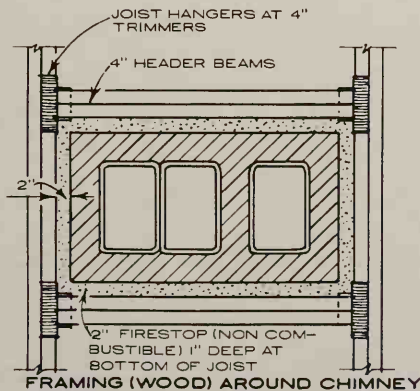 JOIST HANGERS AT 4"
TRIMMERS
4" HEADER BEAMS
2"
2" FIRESTOP (NON COM-
BUSTIBLE) 1" DEEP AT
BOTTOM OF JOIST
FRAMING (WOOD) AROUND CHIMNEY